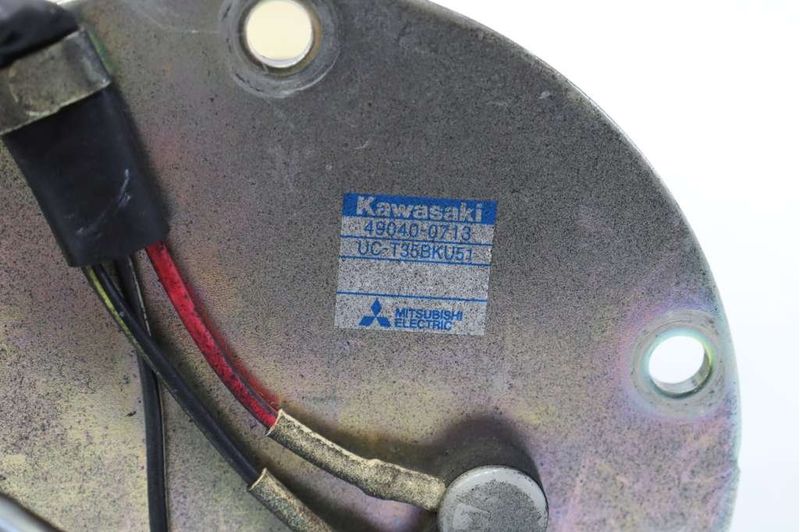 Kawasaki
49040-0713
UC-T35BKU51
MITSUBISHI
ELECTRIC